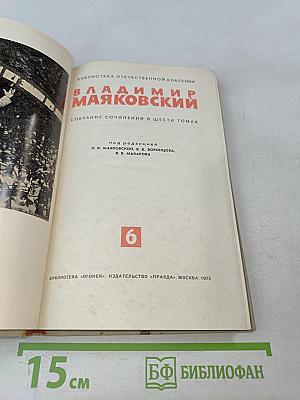 БИБЛИОТЕКА ОТЕЧЕСТВЕННОЙ КЛАССИКИ
ВЛАДИМИР
МАЯКОВСКИЙ
СОБРАНИЕ СОЧИНЕНИЙ В ШЕСТИ ТОМАХ
под редакцией
Л. В. МАЯКОВСКОЙ, В. В. ВОРОНЦОВА,
В. В. МАКАРОВА
6
БИБЛИОТЕКА «ОГОНЕК». ИЗДАТЕЛЬСТВО «ПРАВДА». МОСКВА. 1973
15 см
БФ БИБЛИОФАН